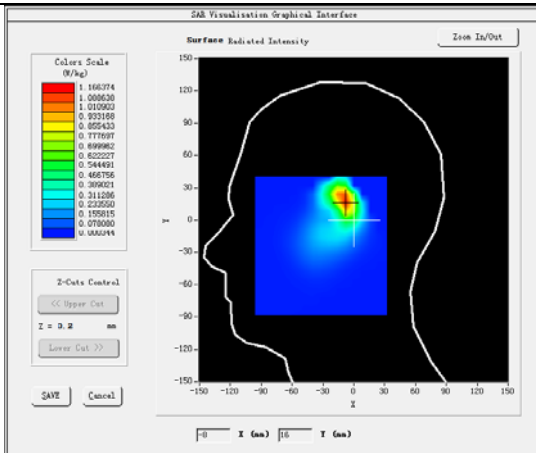 SAR Visualisation Graphical Interface
Surface Radiated Intensity
Zoom In/Out
Colors Scale
(W/kg)
1.166374
1.088630
1.010903
0.933168
0.855433
0.777697
0.699962
0.622227
0.544491
0.466756
0.389021
0.311286
0.233550
0.155815
0.078080
0.000344
Z-Cuts Control
<< Upper Cut
Z = 3.2 mm
Lower Cut >>
SAVE
Cancel
150
120
90
60
30
0
-30
-60
-90
-120
-150
Y
-150 -120 -90 -60 -30 0 30 60 90 120 150
X
-8 X (mm) 16 Y (mm)